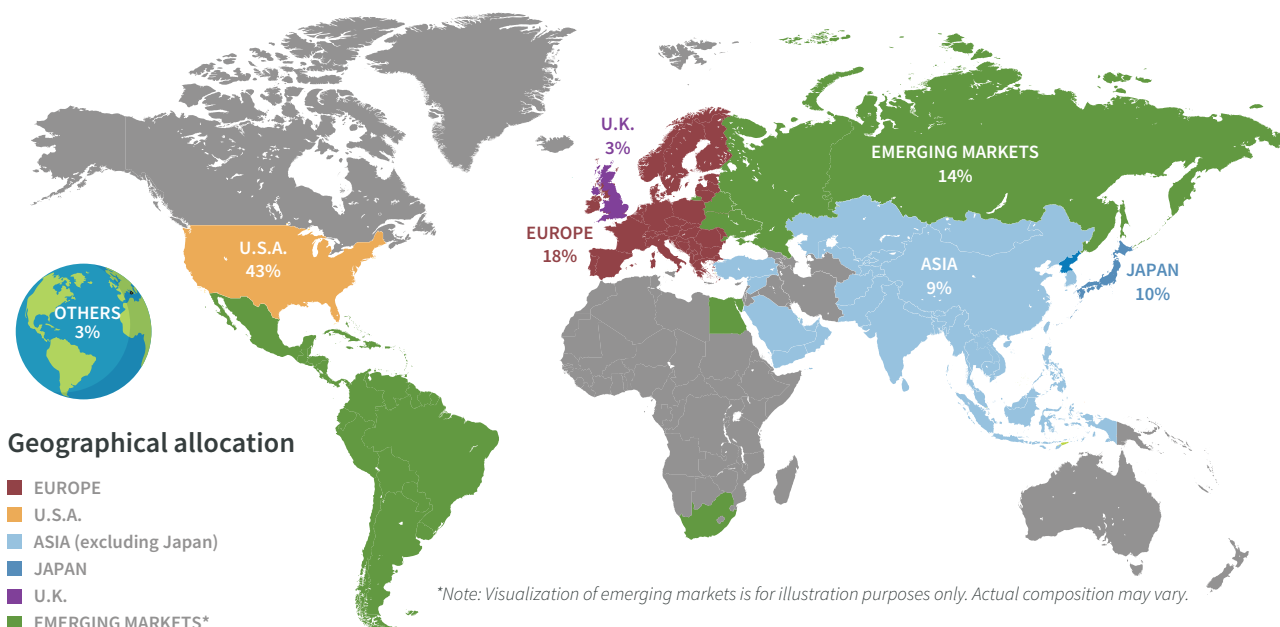 U.K.
3%
EMERGING MARKETS
14%
EUROPE
18%
U.S.A.
43%
ASIA
9%
JAPAN
10%
OTHERS
3%
Geographical allocation
EUROPE
U.S.A.
ASIA (excluding Japan)
JAPAN
U.K.
EMERGING MARKETS*
*Note: Visualization of emerging markets is for illustration purposes only. Actual composition may vary.